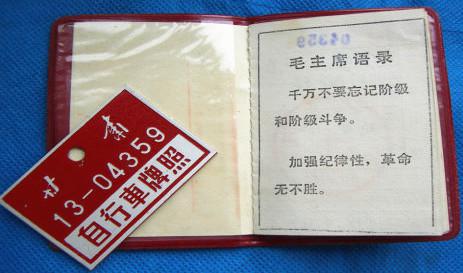 甘肃
13-04359
自行車牌照
04359
毛主席语录
千万不要忘记阶级
和阶级斗争。
加强纪律性，革命
无不胜。